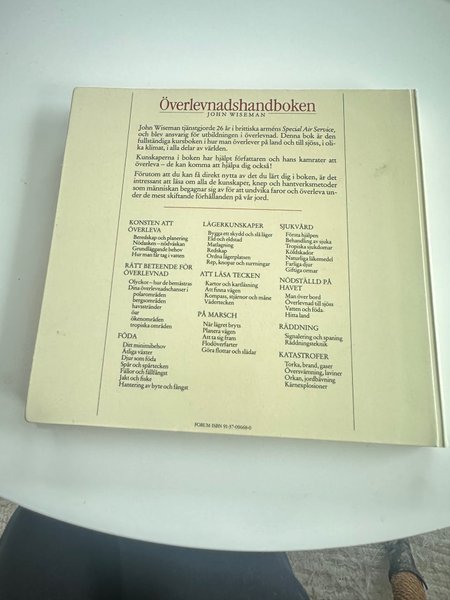 Överlevnadshandboken
JOHN WISEMAN
John Wiseman tjänstgjorde 26 år i brittiska arméns Special Air Service,
och blev ansvarig för utbildningen i överlevnad. Denna bok är den
fullständiga kursboken i hur man överlever på land och till sjöss, i oli-
ka klimat, i alla delar av världen.
Kunskaperna i boken har hjälpt författaren och hans kamrater att
överleva – de kan komma att hjälpa dig också!
Förutom att du kan få direkt nytta av det du lärt dig i boken, är det
intressant att läsa om alla de kunskaper, knep och hantverksmetoder
som människan begagnar sig av för att undvika faror och överleva un-
der de mest skiftande förhållanden på vår jord.
KONSTEN ATT
ÖVERLEVA
Beredskap och planering
Nödasken – nödväskan
Grundläggande behov
Hur man får tag i vatten
RÄTT BETEENDE FÖR
ÖVERLEVNAD
Olyckor – hur de bemästras
Dina överlevnadschanser i
polarområden
bergsområden
havsstränder
öar
ökenområden
tropiska områden
FÖDA
Ditt minimibehov
Ätliga växter
Djur som föda
Spår och spårtecken
Fällor och fällfångst
Jakt och fiske
Hantering av byte och fångst
LÄGERKUNSKAPER
Bygga ett skydd och slå läger
Eld och eldstad
Matlagning
Redskap
Ordna lägerplatsen
Rep, knopar och surrningar
ATT LÄSA TECKEN
Kartor och kartläsning
Att finna vägen
Kompass, stjärnor och måne
Vädertecken
PÅ MARSCH
När lägret bryts
Planera vägen
Att ta sig fram
Flodöverfarter
Göra flottar och slädar
SJUKVÅRD
Första hjälpen
Behandling av sjuka
Tropiska sjukdomar
Köldskador
Naturliga läkemedel
Farliga djur
Giftiga ormar
NÖDSTÄLLD PÅ
HAVET
Man över bord
Överlevnad till sjöss
Vatten och föda
Hitta land
RÄDDNING
Signalering och spaning
Räddningsteknik
KATASTROFER
Torka, brand, gaser
Översvämning, laviner
Orkan, jordbävning
Kärnexplosioner
FORUM ISBN 91-37-09668-0